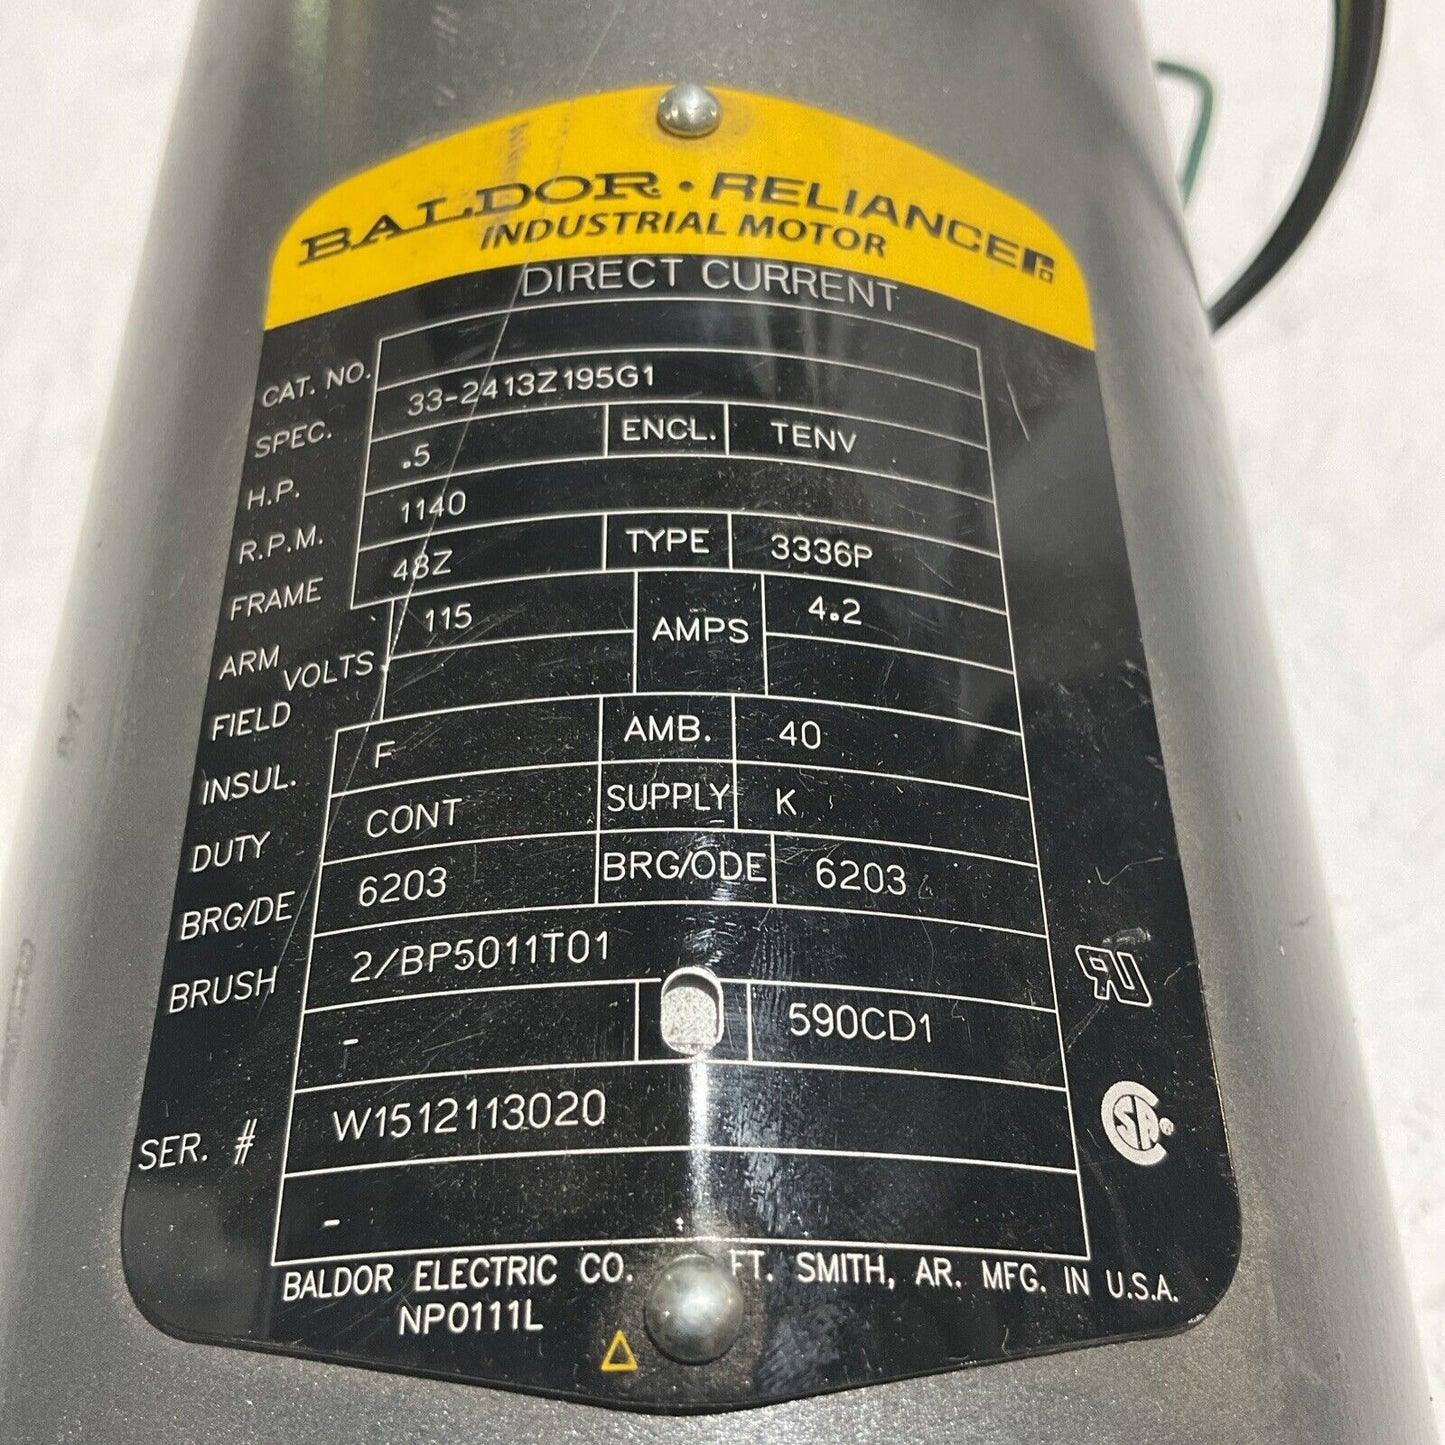 BALDOR • RELIANCE
INDUSTRIAL MOTOR
DIRECT CURRENT
CAT. NO.
SPEC. 33-2413Z195G1
H.P. .5 ENCL. TENV
R.P.M. 1140
FRAME 48Z TYPE 3336P
ARM VOLTS 115 AMPS 4.2
FIELD
INSUL. F AMB. 40
DUTY CONT SUPPLY K
BRG/DE 6203 BRG/ODE 6203
BRUSH 2/BP5011T01
- 590CD1
SER. # W1512113020
-
BALDOR ELECTRIC CO. FT. SMITH, AR. MFG. IN U.S.A.
NP0111L